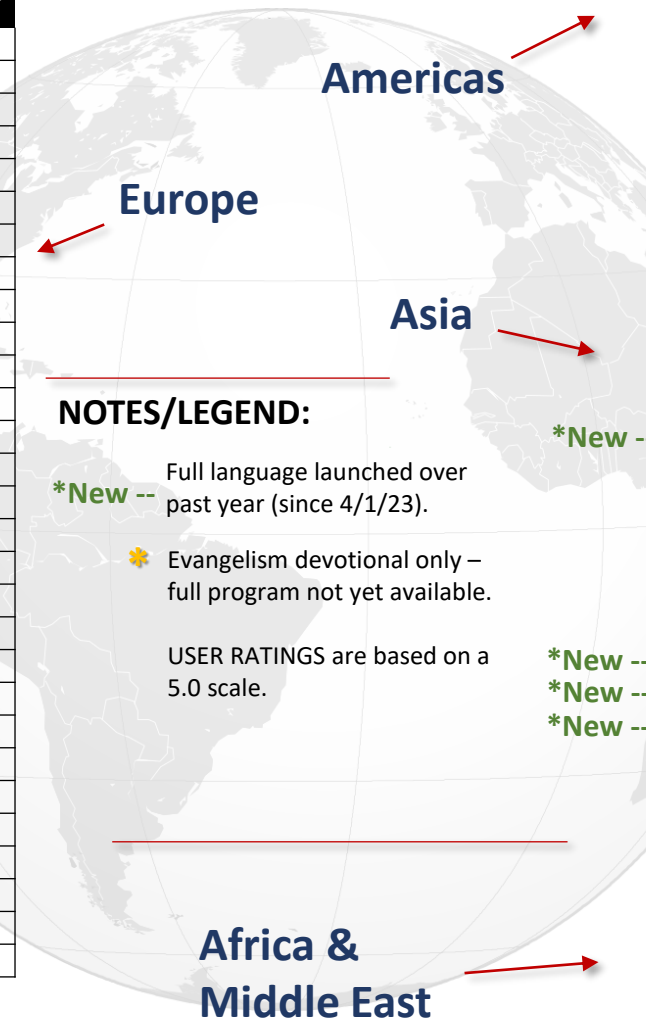 Americas
Europe
Asia
NOTES/LEGEND:
*New --
*New -- Full language launched over
past year (since 4/1/23).
* Evangelism devotional only –
full program not yet available.
USER RATINGS are based on a
5.0 scale.
*New --
*New --
*New --
Africa &
Middle East